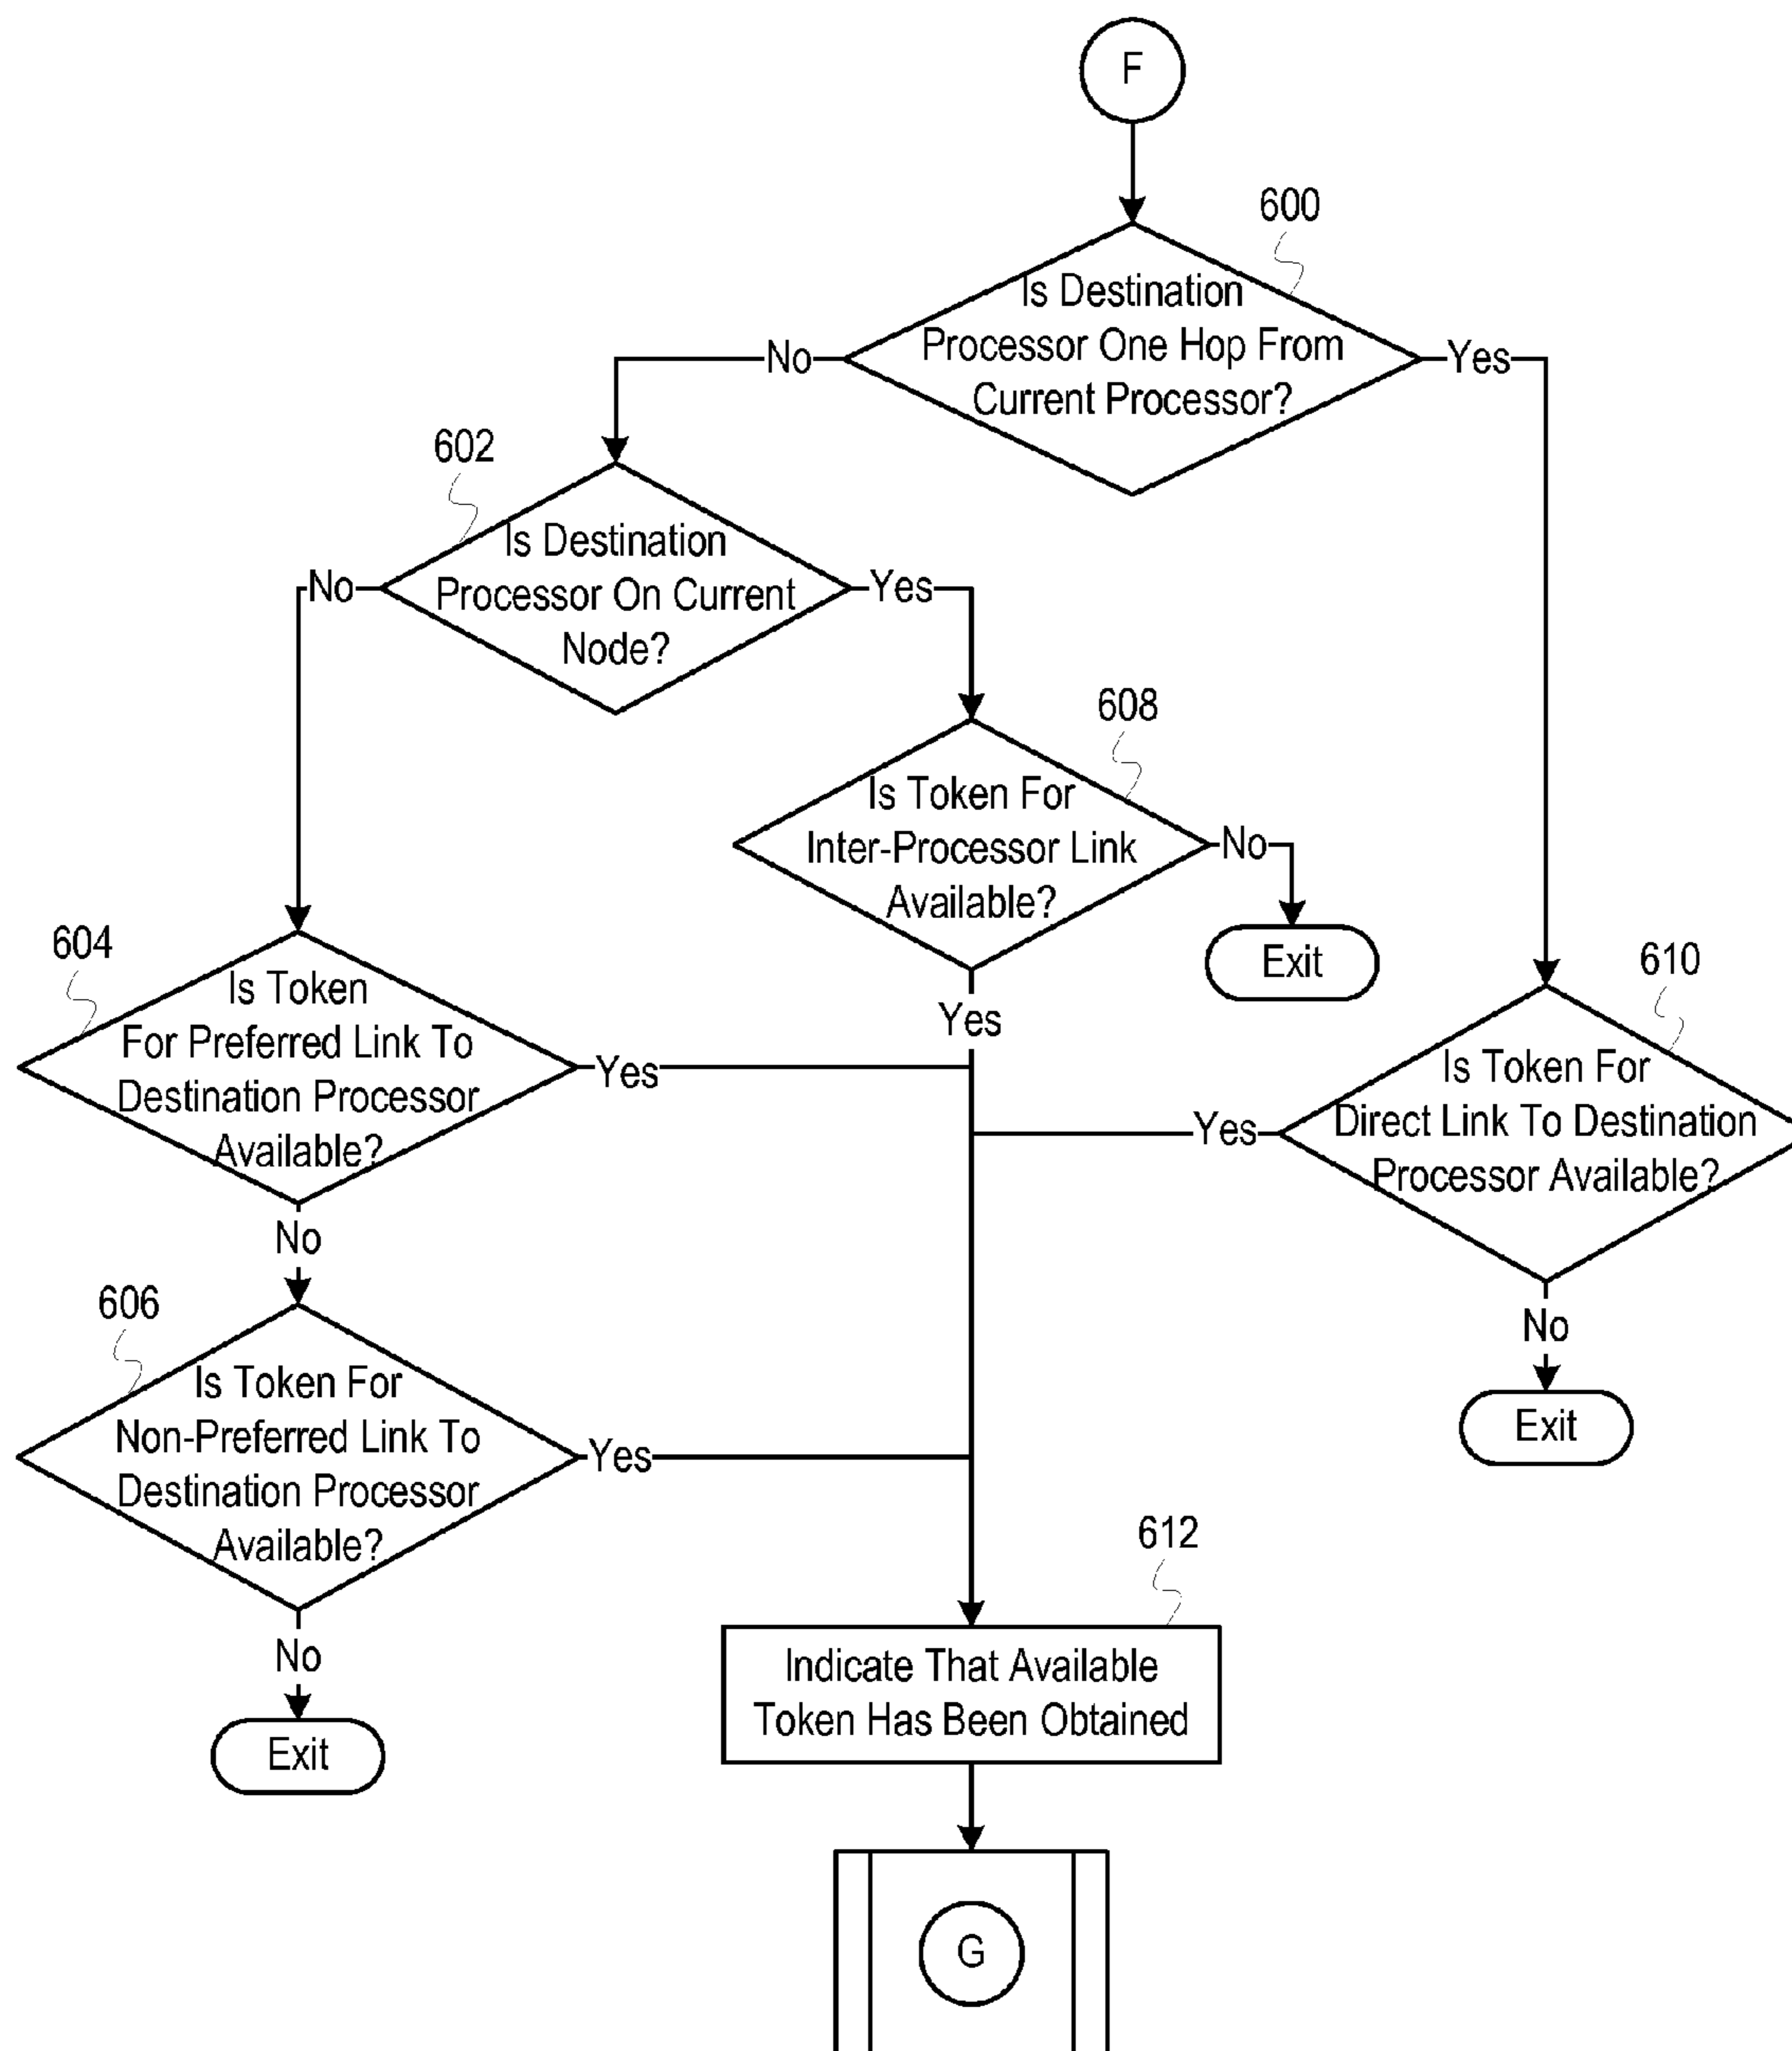 F
600
Is Destination
Processor One Hop From
Current Processor?
No
Yes
602
Is Destination
Processor On Current
Node?
No
Yes
608
Is Token For
Inter-Processor Link
Available?
No
Exit
Yes
604
Is Token
For Preferred Link To
Destination Processor
Available?
Yes
No
610
Is Token For
Direct Link To Destination
Processor Available?
Yes
No
Exit
606
Is Token For
Non-Preferred Link To
Destination Processor
Available?
Yes
No
Exit
612
Indicate That Available
Token Has Been Obtained
G